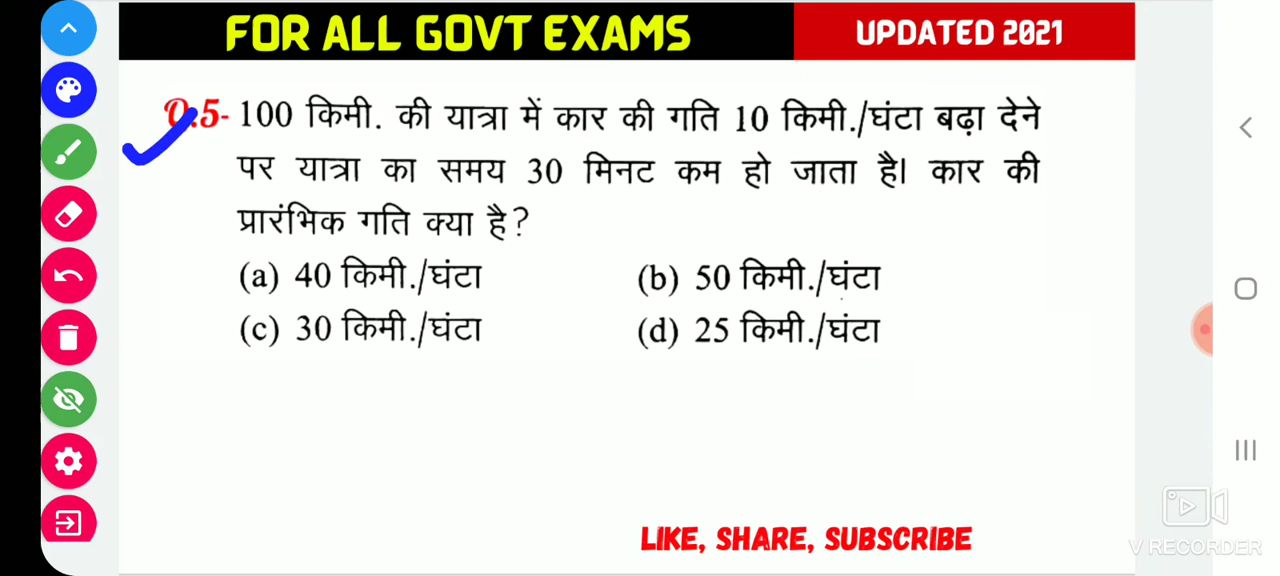 FOR ALL GOVT EXAMS
UPDATED 2021
Q.5- 100 किमी. की यात्रा में कार की गति 10 किमी./घंटा बढ़ा देने
पर यात्रा का समय 30 मिनट कम हो जाता है। कार की
प्रारंभिक गति क्या है?
(a) 40 किमी./घंटा (b) 50 किमी./घंटा
(c) 30 किमी./घंटा (d) 25 किमी./घंटा
LIKE, SHARE, SUBSCRIBE
V RECORDER